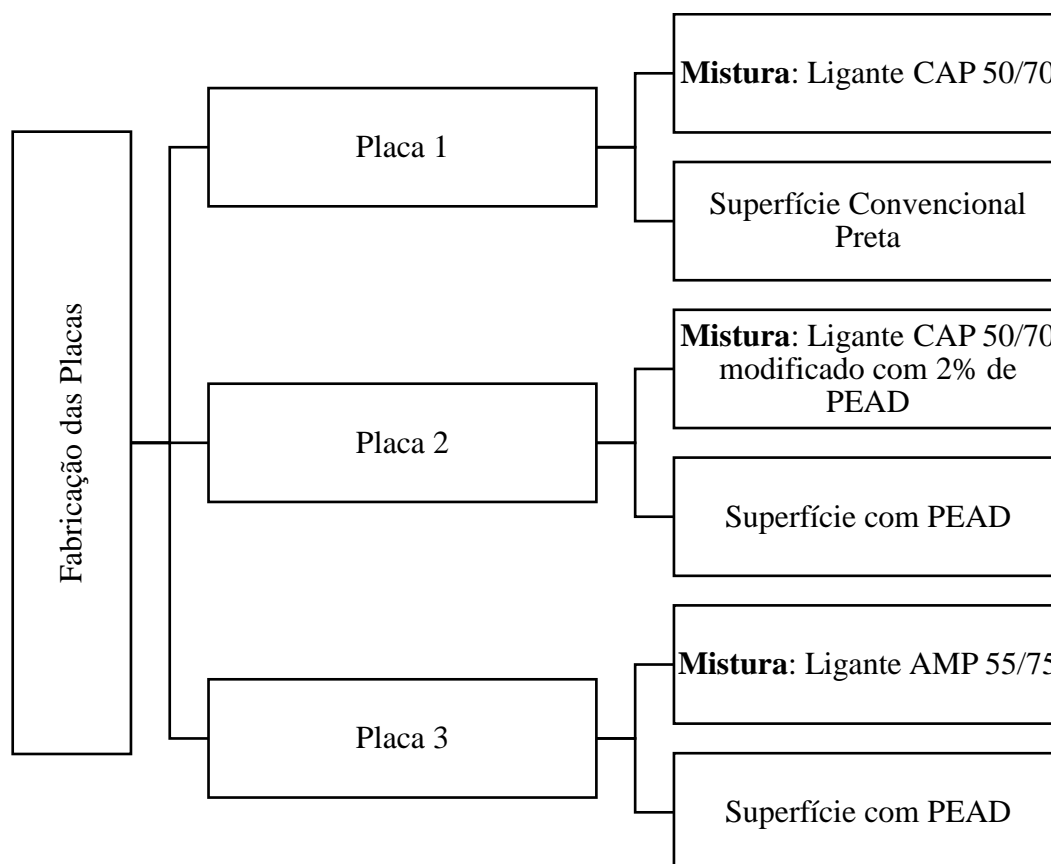 Fabricação das Placas
Placa 1
Mistura: Ligante CAP 50/70
Superfície Convencional
Preta
Placa 2
Mistura: Ligante CAP 50/70
modificado com 2% de
PEAD
Superfície com PEAD
Placa 3
Mistura: Ligante AMP 55/75
Superfície com PEAD